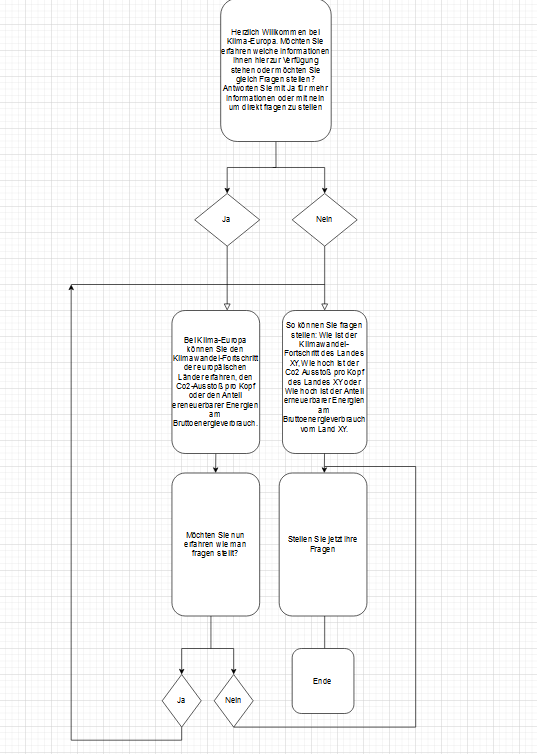 Herzlich Willkommen bei
Klima-Europa. Möchten Sie
erfahren welche Informationen
Ihnen hier zur Verfügung
stehen oder möchten Sie
gleich Fragen stellen?
Antworten Sie mit Ja für mehr
Informationen oder mit nein
um direkt fragen zu stellen
Ja
Nein
Bei Klima-Europa
können Sie den
Klimawandel-Fortschritt
der europäischen
Länder erfahren, den
Co2-Ausstoß pro Kopf
oder den Anteil
erneuerbarer Energien
am
Bruttoenergieverbrauch.
So können Sie fragen
stellen: Wie ist der
Klimawandel-
Fortschritt des Landes
XY, Wie hoch ist der
Co2 Ausstoß pro Kopf
des Landes XY oder
Wie hoch ist der Anteil
erneuerbarer Energien
am
Bruttoenergieverbrauch
vom Land XY.
Möchten Sie nun
erfahren wie man
fragen stellt?
Stellen Sie jetzt ihre
Fragen
Ja
Nein
Ende